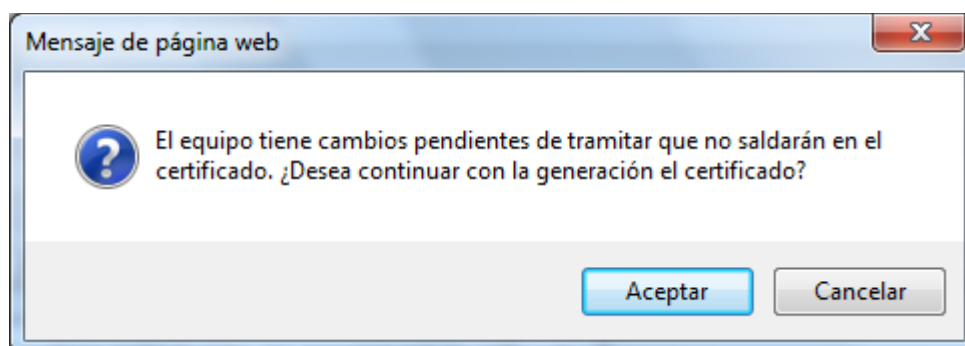 Mensaje de página web
El equipo tiene cambios pendientes de tramitar que no saldrán en el
certificado. ¿Desea continuar con la generación el certificado?
Aceptar
Cancelar